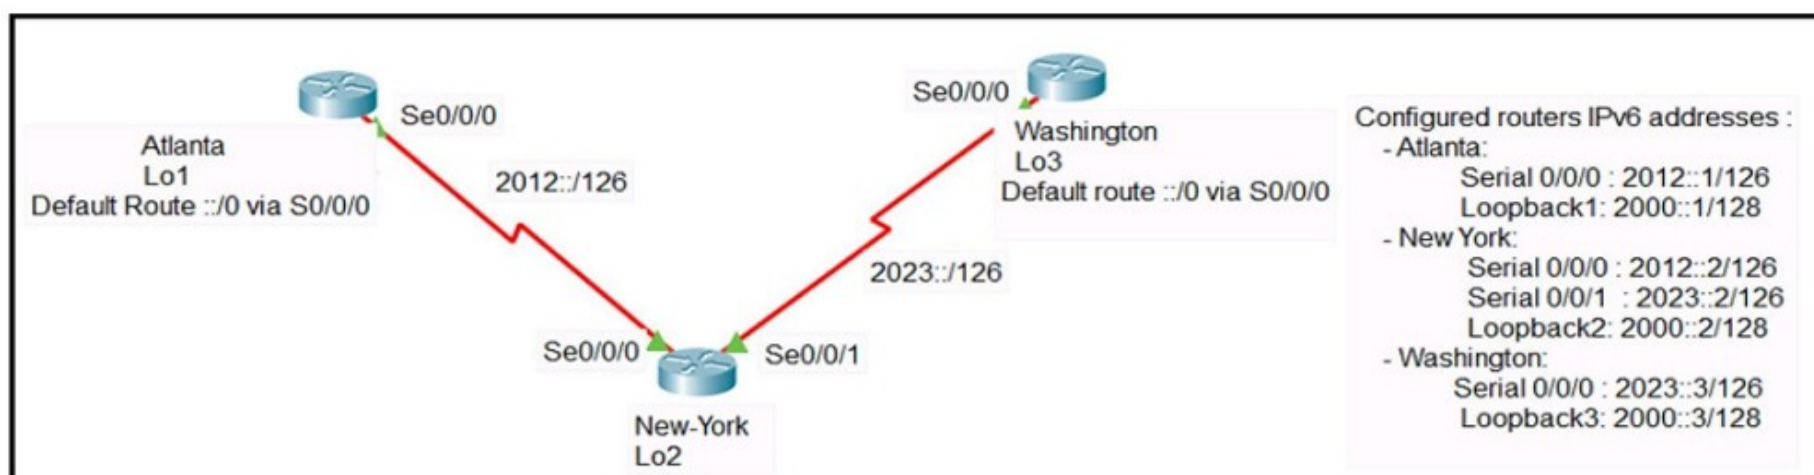 Se0/0/0
Atlanta
Lo1
Default Route ::/0 via S0/0/0
2012::/126
Se0/0/0
Washington
Lo3
Default route ::/0 via S0/0/0
2023::/126
Se0/0/0
Se0/0/1
New-York
Lo2
Configured routers IPv6 addresses :
- Atlanta:
Serial 0/0/0 : 2012::1/126
Loopback1: 2000::1/128
- New York:
Serial 0/0/0 : 2012::2/126
Serial 0/0/1 : 2023::2/126
Loopback2: 2000::2/128
- Washington:
Serial 0/0/0 : 2023::3/126
Loopback3: 2000::3/128